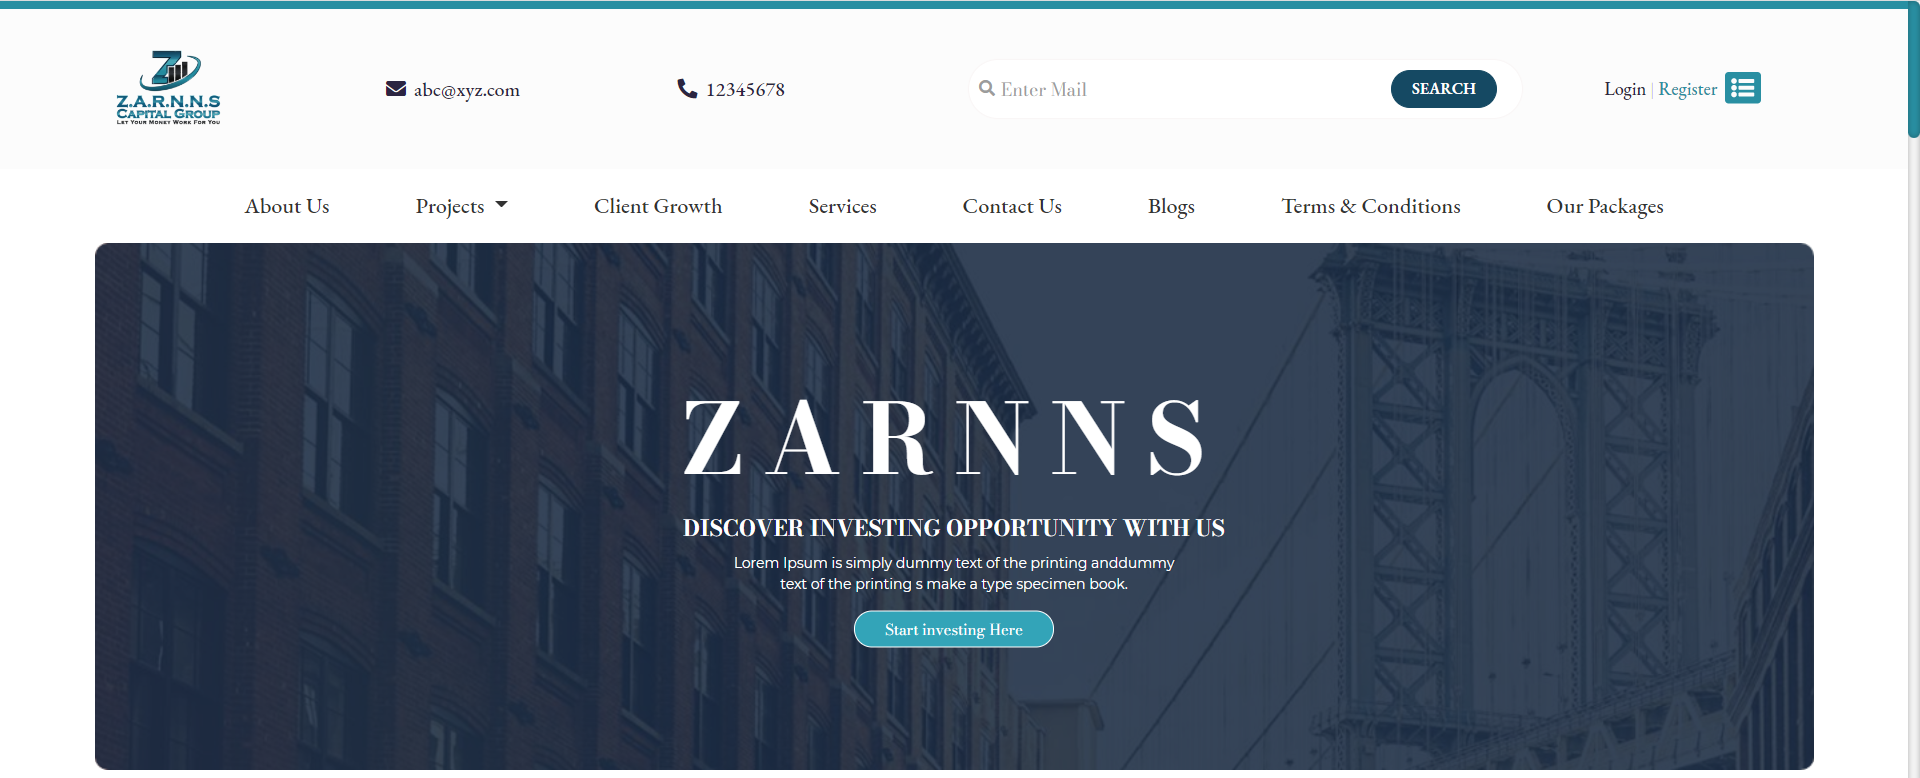 Z.A.R.N.N.S
CAPITAL GROUP
LET YOUR MONEY WORK FOR YOU
abc@xyz.com
12345678
Enter Mail
SEARCH
Login | Register
About Us
Projects
Client Growth
Services
Contact Us
Blogs
Terms & Conditions
Our Packages
ZARNNS
DISCOVER INVESTING OPPORTUNITY WITH US
Lorem Ipsum is simply dummy text of the printing anddummy
text of the printing s make a type specimen book.
Start investing Here